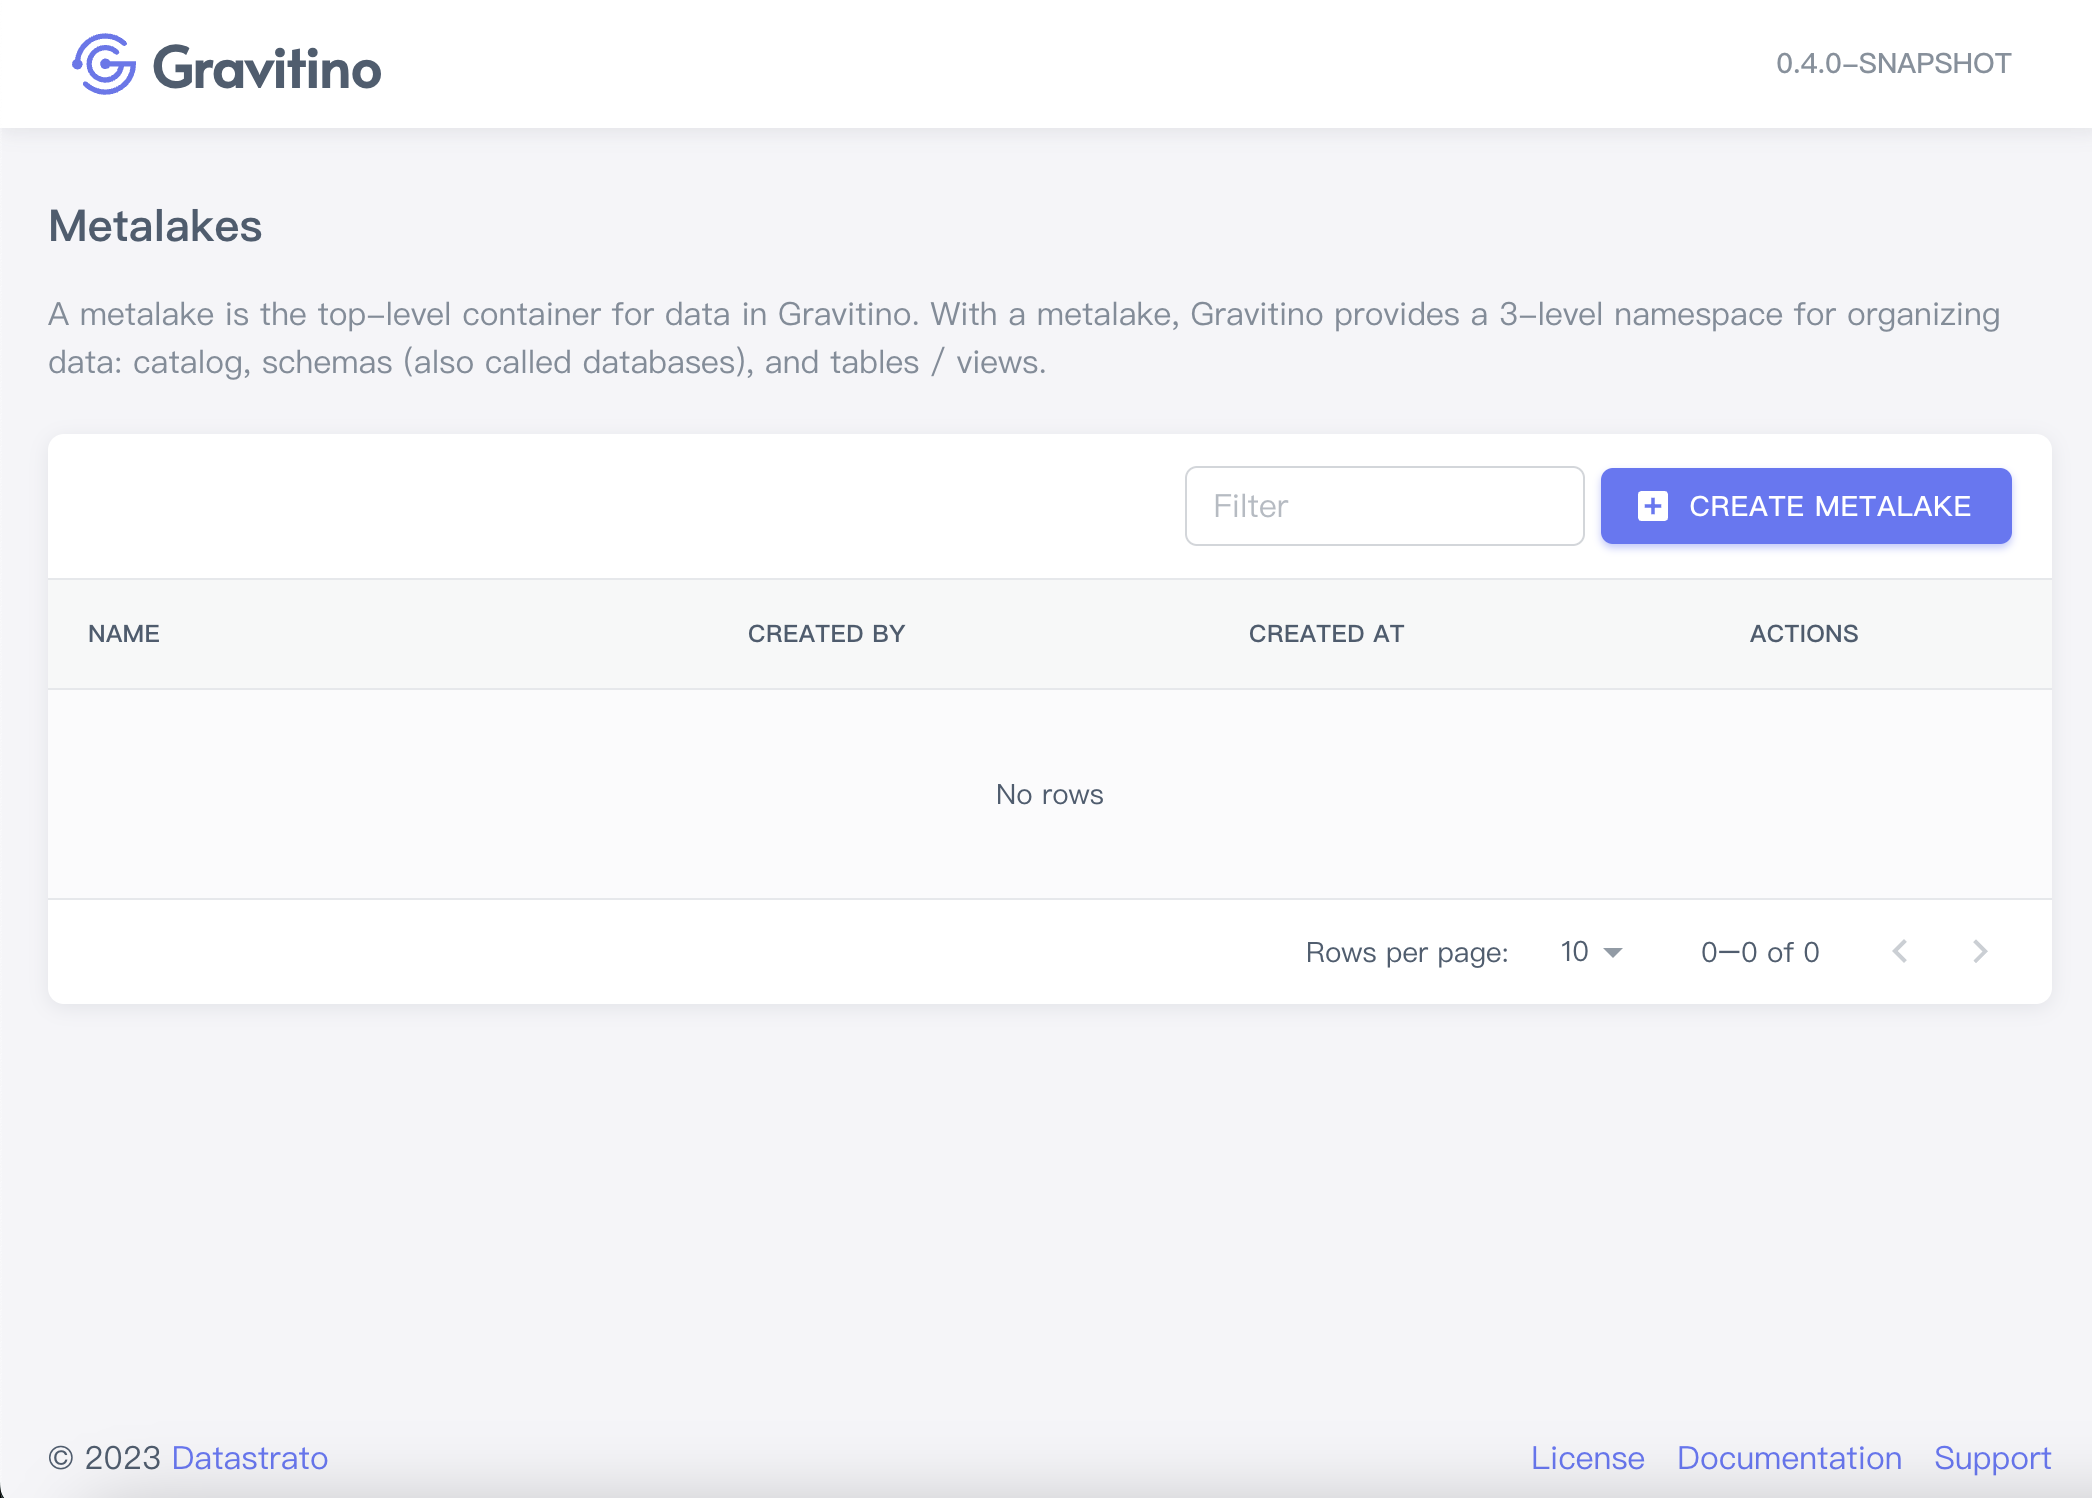 Gravitino
0.4.0-SNAPSHOT
Metalakes
A metalake is the top-level container for data in Gravitino. With a metalake, Gravitino provides a 3-level namespace for organizing
data: catalog, schemas (also called databases), and tables / views.
Filter
CREATE METALAKE
NAME CREATED BY CREATED AT ACTIONS
No rows
Rows per page: 10 0–0 of 0
© 2023 Datastrato
License Documentation Support